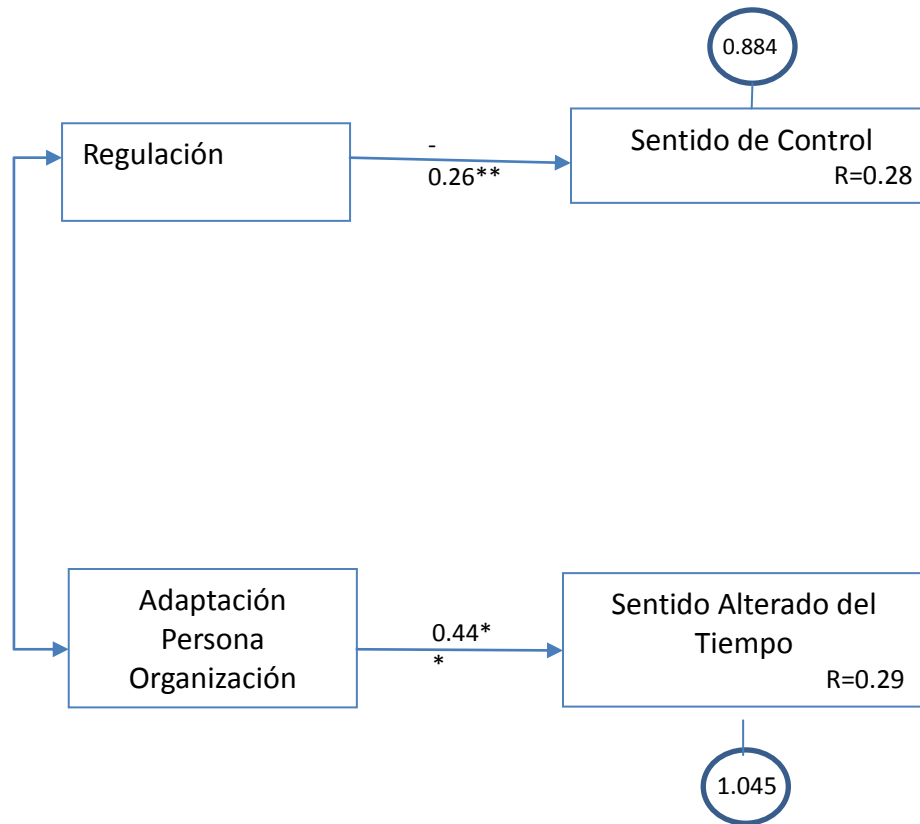 0.884
Regulación
-
0.26**
Sentido de Control
R=0.28
Adaptación
Persona
Organización
0.44*
*
Sentido Alterado del
Tiempo
R=0.29
1.045